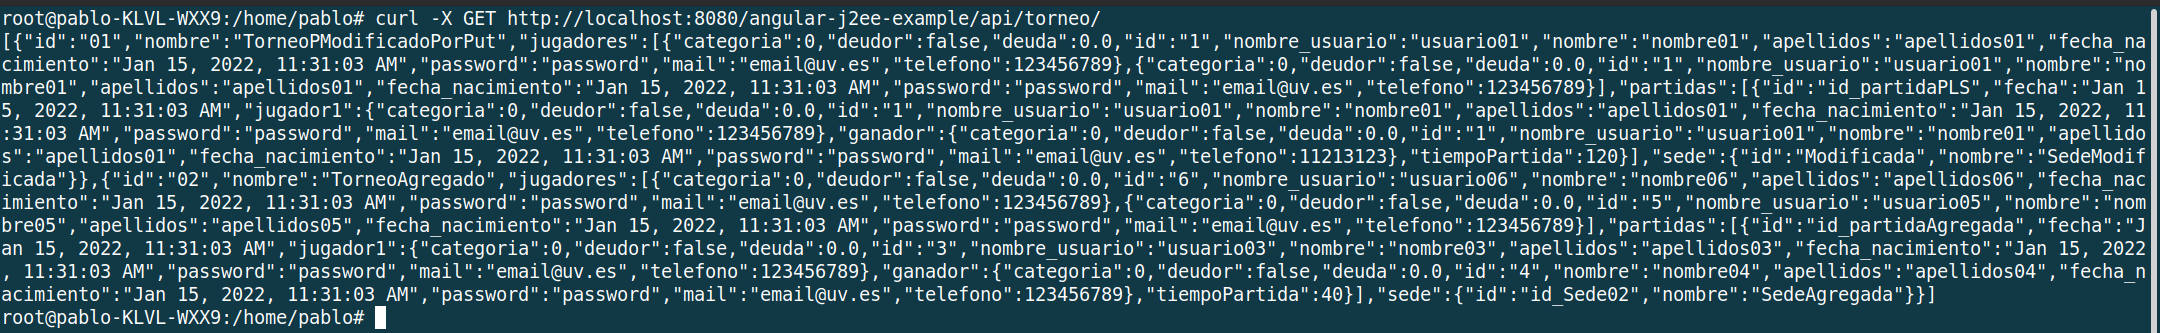 root@pablo-KLVL-WXX9:/home/pablo# curl -X GET http://localhost:8080/angular-j2ee-example/api/torneo/
[{"id":"01","nombre":"TorneoPModificadoPorPut","jugadores":[{"categoria":0,"deudor":false,"deuda":0.0,"id":"1","nombre_usuario":"usuario01","nombre":"nombre01","apellidos":"apellidos01","fecha_na
cimiento":"Jan 15, 2022, 11:31:03 AM","password":"password","mail":"email@uv.es","telefono":123456789},{"categoria":0,"deudor":false,"deuda":0.0,"id":"1","nombre_usuario":"usuario01","nombre":"no
mbre01","apellidos":"apellidos01","fecha_nacimiento":"Jan 15, 2022, 11:31:03 AM","password":"password","mail":"email@uv.es","telefono":123456789}],"partidas":[{"id":"id_partidaPLS","fecha":"Jan 1
5, 2022, 11:31:03 AM","jugador1":{"categoria":0,"deudor":false,"deuda":0.0,"id":"1","nombre_usuario":"usuario01","nombre":"nombre01","apellidos":"apellidos01","fecha_nacimiento":"Jan 15, 2022, 11
:31:03 AM","password":"password","mail":"email@uv.es","telefono":123456789},"ganador":{"categoria":0,"deudor":false,"deuda":0.0,"id":"1","nombre_usuario":"usuario01","nombre":"nombre01","apellido
s":"apellidos01","fecha_nacimiento":"Jan 15, 2022, 11:31:03 AM","password":"password","mail":"email@uv.es","telefono":11213123},"tiempoPartida":120}],"sede":{"id":"Modificada","nombre":"SedeModif
icada"}},{"id":"02","nombre":"TorneoAgregado","jugadores":[{"categoria":0,"deudor":false,"deuda":0.0,"id":"6","nombre_usuario":"usuario06","nombre":"nombre06","apellidos":"apellidos06","fecha_nac
imiento":"Jan 15, 2022, 11:31:03 AM","password":"password","mail":"email@uv.es","telefono":123456789},{"categoria":0,"deudor":false,"deuda":0.0,"id":"5","nombre_usuario":"usuario05","nombre":"nom
bre05","apellidos":"apellidos05","fecha_nacimiento":"Jan 15, 2022, 11:31:03 AM","password":"password","mail":"email@uv.es","telefono":123456789}],"partidas":[{"id":"id_partidaAgregada","fecha":"J
an 15, 2022, 11:31:03 AM","jugador1":{"categoria":0,"deudor":false,"deuda":0.0,"id":"3","nombre_usuario":"usuario03","nombre":"nombre03","apellidos":"apellidos03","fecha_nacimiento":"Jan 15, 2022
, 11:31:03 AM","password":"password","mail":"email@uv.es","telefono":123456789},"ganador":{"categoria":0,"deudor":false,"deuda":0.0,"id":"4","nombre":"nombre04","apellidos":"apellidos04","fecha_n
acimiento":"Jan 15, 2022, 11:31:03 AM","password":"password","mail":"email@uv.es","telefono":123456789},"tiempoPartida":40}],"sede":{"id":"id_Sede02","nombre":"SedeAgregada"}}]
root@pablo-KLVL-WXX9:/home/pablo#